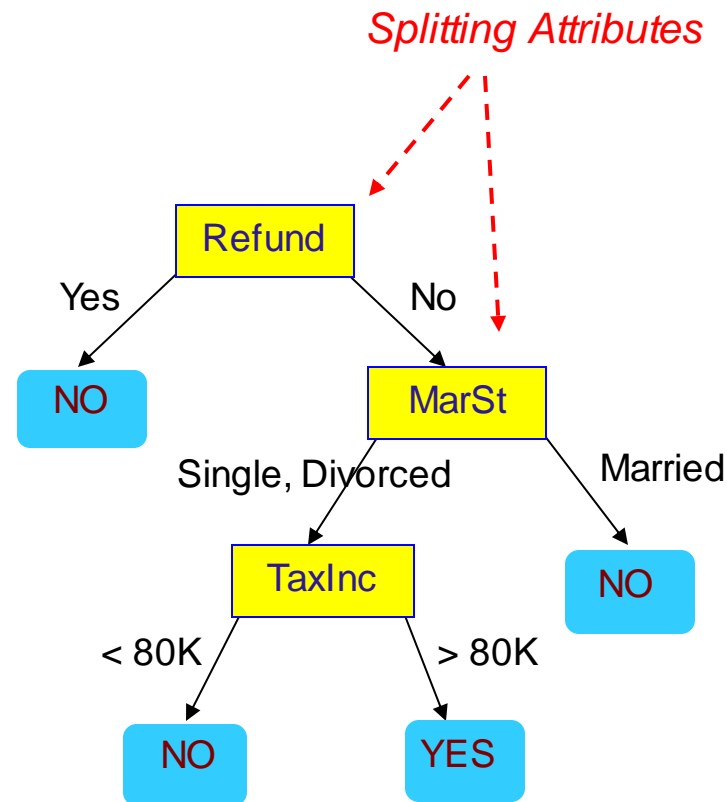 Splitting Attributes
Refund
Yes
No
NO
MarSt
Single, Divorced
Married
TaxInc
NO
< 80K
> 80K
NO
YES